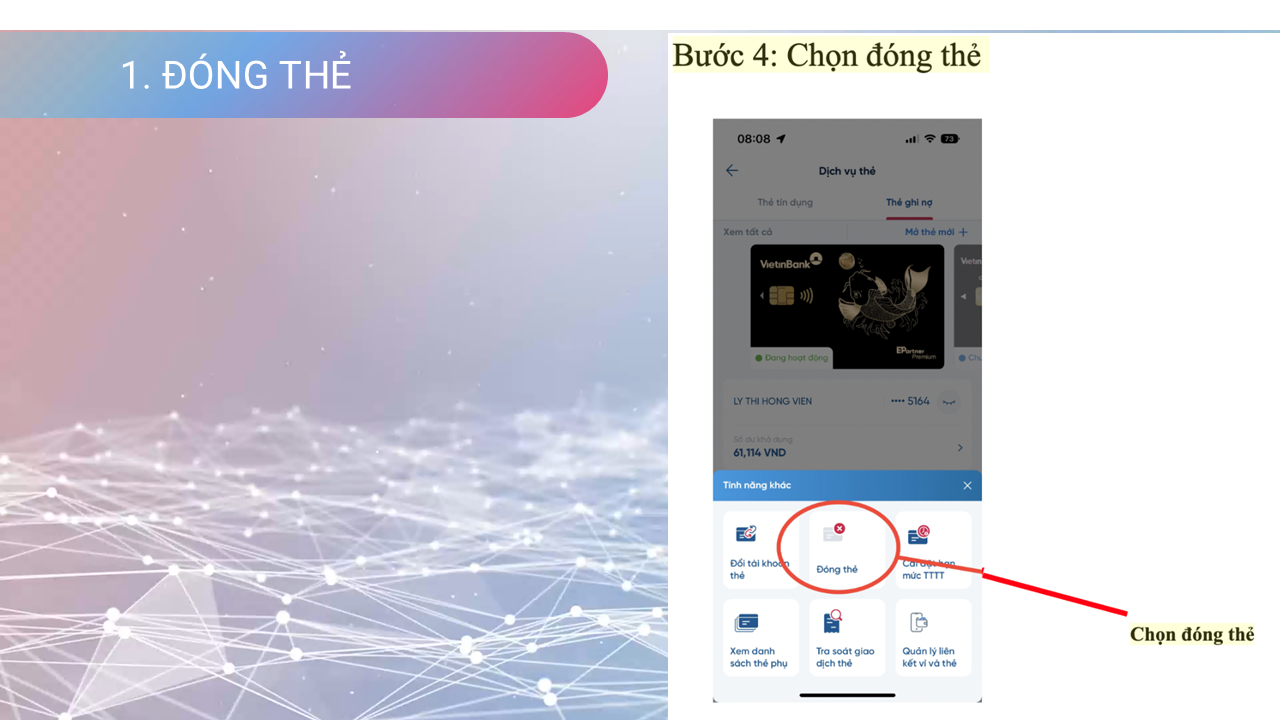 1. ĐÓNG THẺ
Bước 4: Chọn đóng thẻ
08:08
73
Dịch vụ thẻ
Thẻ tín dụng
Thẻ ghi nợ
Xem tất cả
Mở thẻ mới +
VietinBank
Vietin
Đang hoạt động
EPartner
Premium
Chu
LY THI HONG VIEN
•••• 5164
Số dư khả dụng
61,114 VND
Tính năng khác
Đổi tài khoản
thẻ
Đóng thẻ
Cài đặt hạn
mức TTTT
Xem danh
sách thẻ phụ
Tra soát giao
dịch thẻ
Quản lý liên
kết ví và thẻ
Chọn đóng thẻ